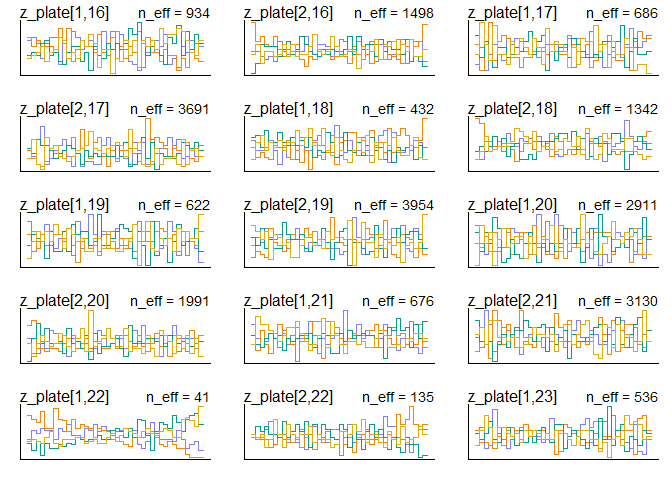 z_plate[1,16] n_eff = 934 z_plate[2,16] n_eff = 1498 z_plate[1,17] n_eff = 686
z_plate[2,17] n_eff = 3691 z_plate[1,18] n_eff = 432 z_plate[2,18] n_eff = 1342
z_plate[1,19] n_eff = 622 z_plate[2,19] n_eff = 3954 z_plate[1,20] n_eff = 2911
z_plate[2,20] n_eff = 1991 z_plate[1,21] n_eff = 676 z_plate[2,21] n_eff = 3130
z_plate[1,22] n_eff = 41 z_plate[2,22] n_eff = 135 z_plate[1,23] n_eff = 536